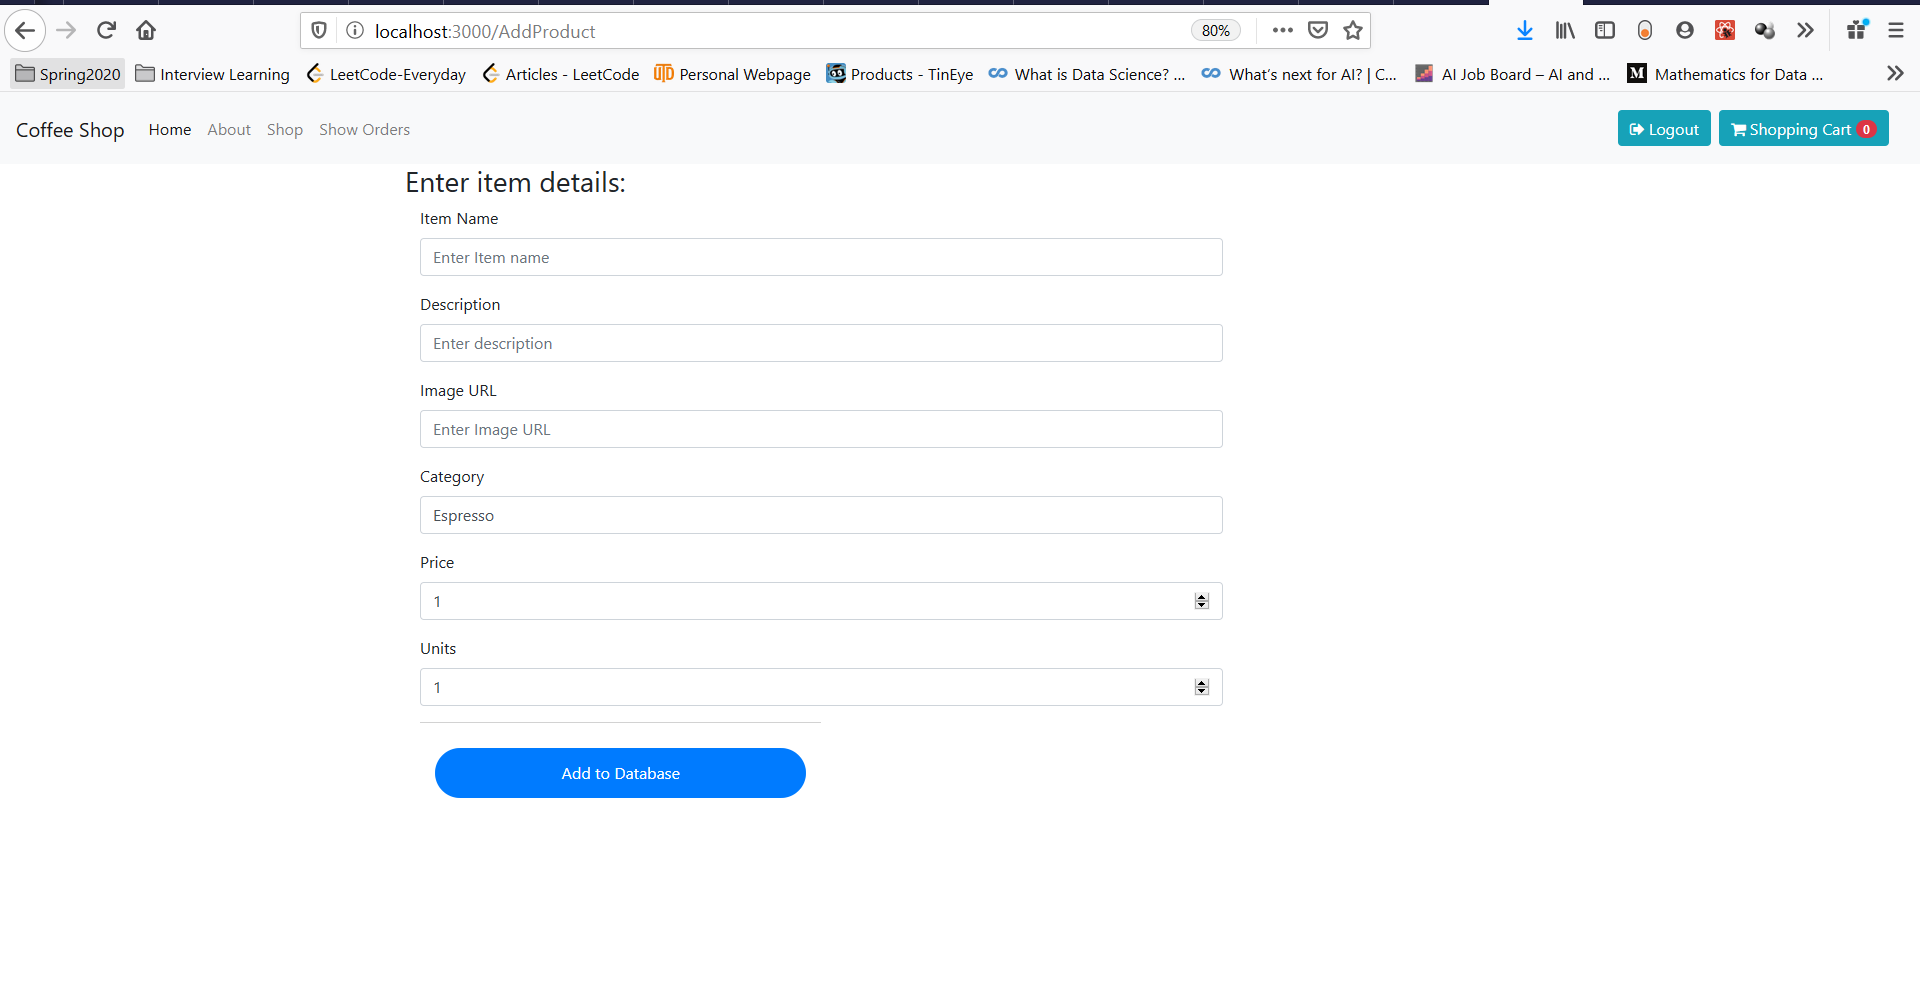 localhost:3000/AddProduct 80%
Spring2020 Interview Learning LeetCode-Everyday Articles - LeetCode UTD Personal Webpage Products - TinEye What is Data Science? ... What's next for AI? | C... AI Job Board – AI and ... M Mathematics for Data ...
Coffee Shop Home About Shop Show Orders Logout Shopping Cart 0
Enter item details:
Item Name
Enter Item name
Description
Enter description
Image URL
Enter Image URL
Category
Espresso
Price
1
Units
1
Add to Database